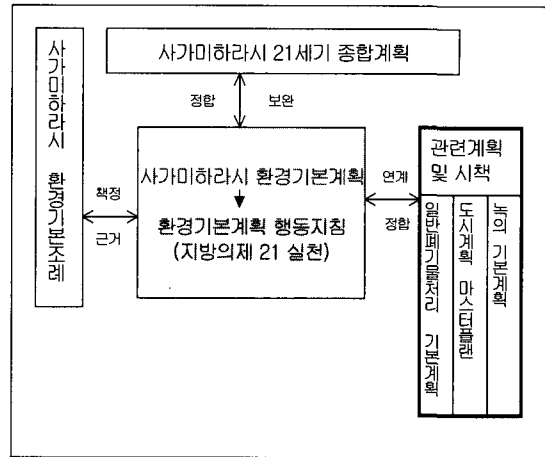 사가미하라시 21세기 종합계획
정합 보완
사가미하라시 환경기본조례
책정
근거
사가미하라시 환경기본계획
환경기본계획 행동지침
(지방의제 21 실천)
연계
정합
관련계획
및 시책
일반폐기물처리 기본계획
도시계획 마스터플랜
녹의 기본계획